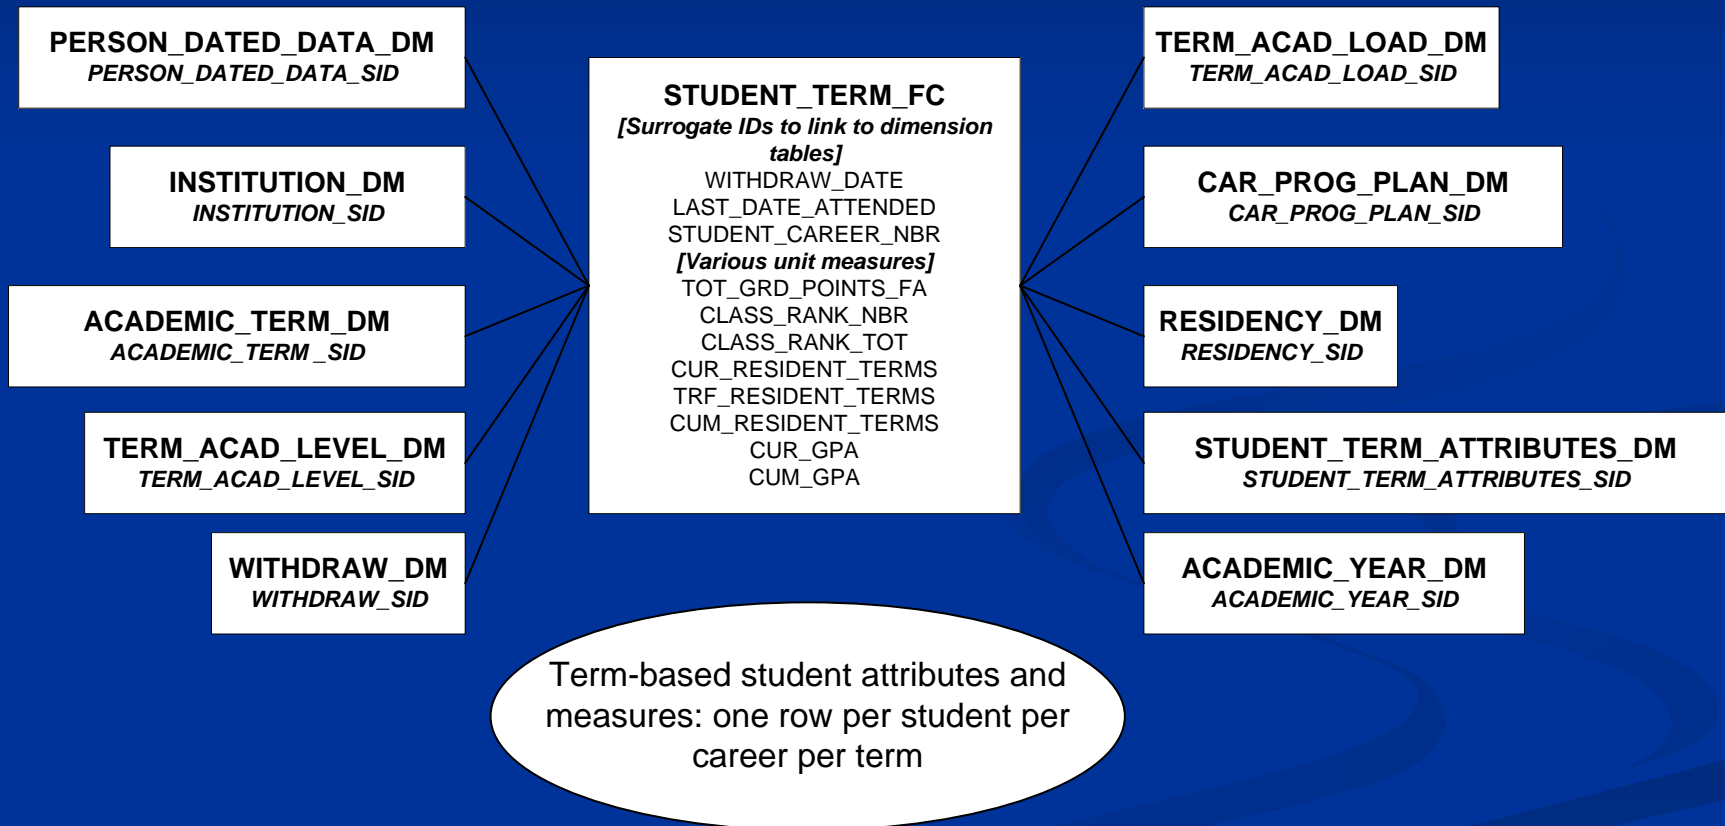 PERSON_DATED_DATA_DM
PERSON_DATED_DATA_SID
INSTITUTION_DM
INSTITUTION_SID
ACADEMIC_TERM_DM
ACADEMIC_TERM _SID
TERM_ACAD_LEVEL_DM
TERM_ACAD_LEVEL_SID
WITHDRAW_DM
WITHDRAW_SID
STUDENT_TERM_FC
[Surrogate IDs to link to dimension
tables]
WITHDRAW_DATE
LAST_DATE_ATTENDED
STUDENT_CAREER_NBR
[Various unit measures]
TOT_GRD_POINTS_FA
CLASS_RANK_NBR
CLASS_RANK_TOT
CUR_RESIDENT_TERMS
TRF_RESIDENT_TERMS
CUM_RESIDENT_TERMS
CUR_GPA
CUM_GPA
TERM_ACAD_LOAD_DM
TERM_ACAD_LOAD_SID
CAR_PROG_PLAN_DM
CAR_PROG_PLAN_SID
RESIDENCY_DM
RESIDENCY_SID
STUDENT_TERM_ATTRIBUTES_DM
STUDENT_TERM_ATTRIBUTES_SID
ACADEMIC_YEAR_DM
ACADEMIC_YEAR_SID
Term-based student attributes and
measures: one row per student per
career per term